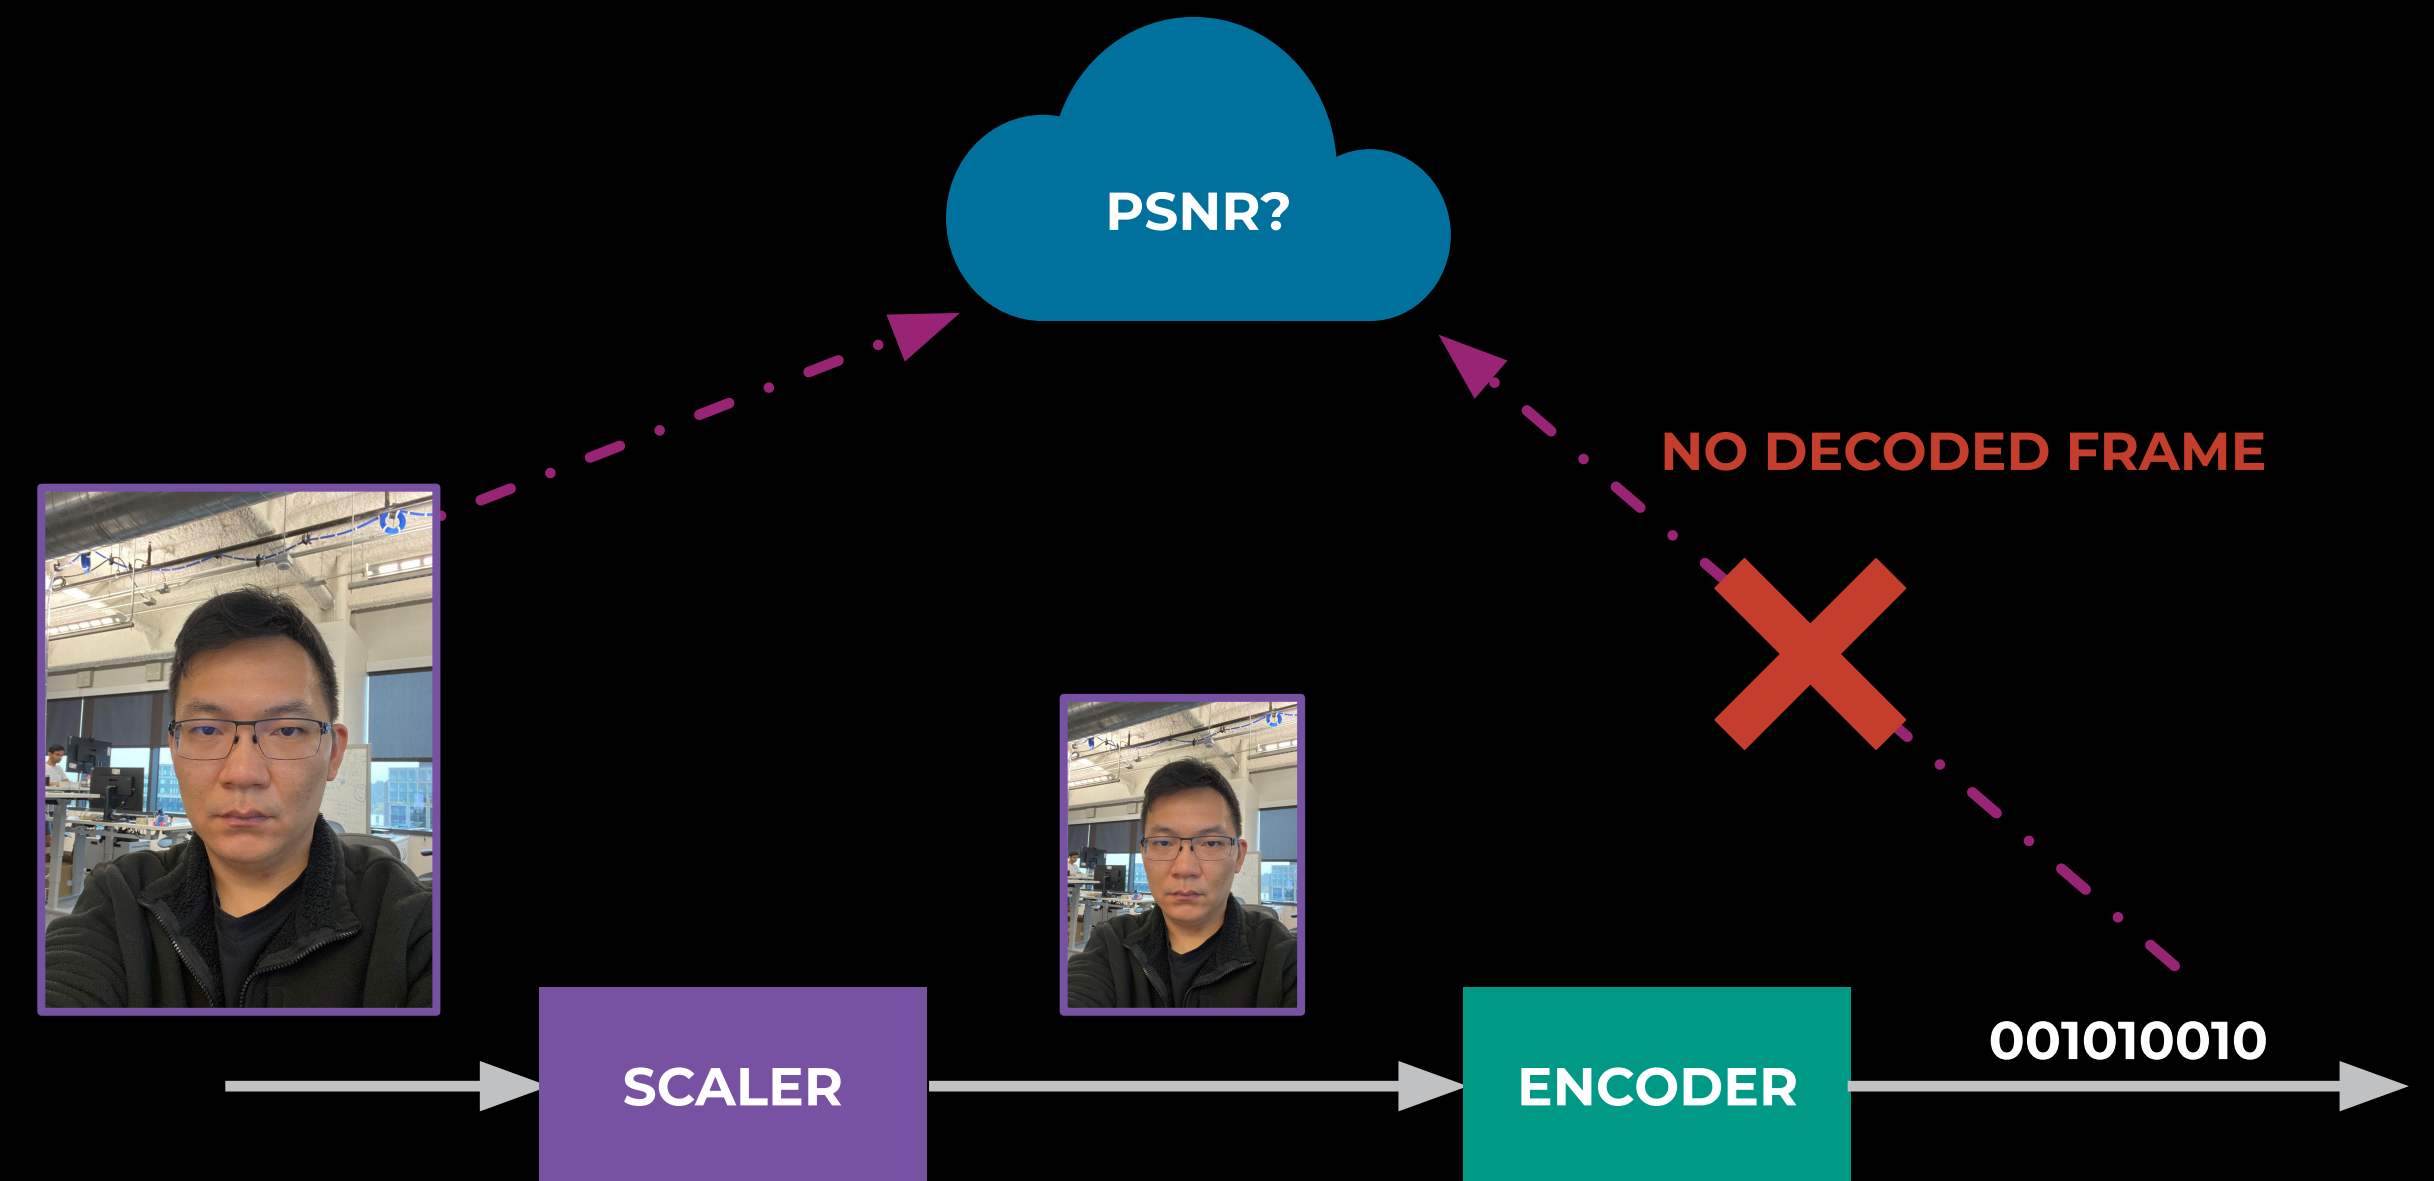 PSNR?
NO DECODED FRAME
001010010
SCALER
ENCODER